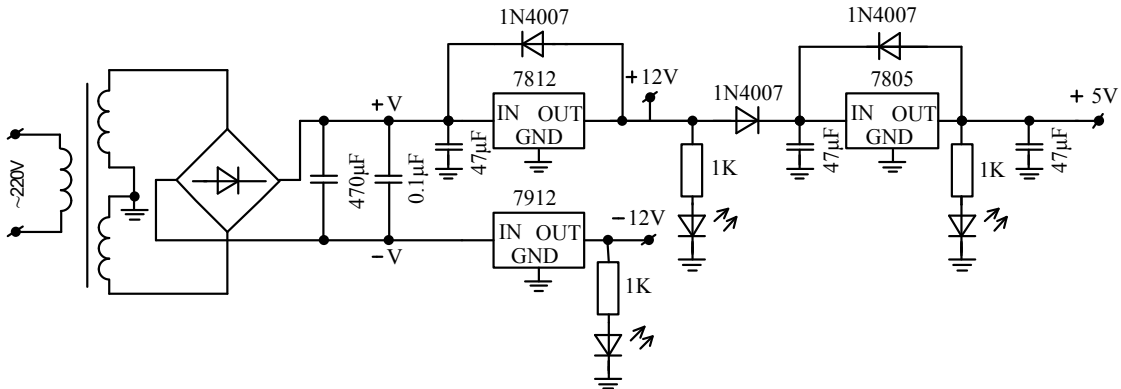 1N4007
1N4007
7812
+12V
7805
1N4007
+ 5V
+V
IN OUT
GND
IN OUT
GND
~220V
470μF
0.1μF
47μF
1K
47μF
1K
47μF
7912
−12V
IN OUT
GND
−V
1K